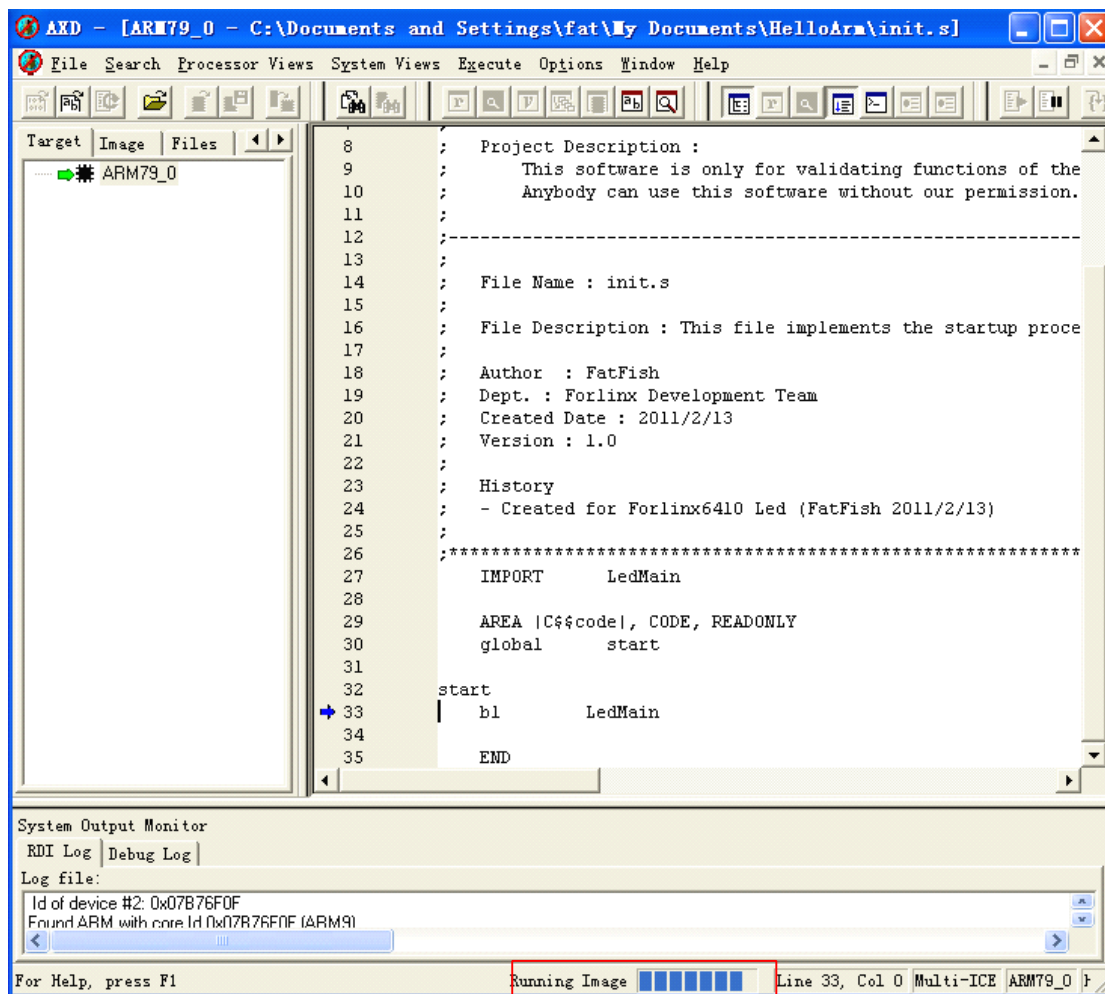 AXD - [ARM79_0 - C:\Documents and Settings\fat\My Documents\HelloArm\init.s]
File Search Processor Views System Views Execute Options Window Help
Target Image Files
ARM79_0
8 ; Project Description :
9 ; This software is only for validating functions of the
10 ; Anybody can use this software without our permission.
11 ;
12 ;-------------------------------------------------------------
13 ;
14 ; File Name : init.s
15 ;
16 ; File Description : This file implements the startup proce
17 ;
18 ; Author : FatFish
19 ; Dept. : Forlinx Development Team
20 ; Created Date : 2011/2/13
21 ; Version : 1.0
22 ;
23 ; History
24 ; - Created for Forlinx6410 Led (FatFish 2011/2/13)
25 ;
26 ;*************************************************************
27 IMPORT LedMain
28
29 AREA |C$$code|, CODE, READONLY
30 global start
31
32 start
33 bl LedMain
34
35 END
System Output Monitor
RDI Log Debug Log
Log file:
Id of device #2: 0x07B76F0F
Found ARM with core Id 0x07B76F0F (ARM9)
For Help, press F1 Running Image Line 33, Col 0 Multi-ICE ARM79_0